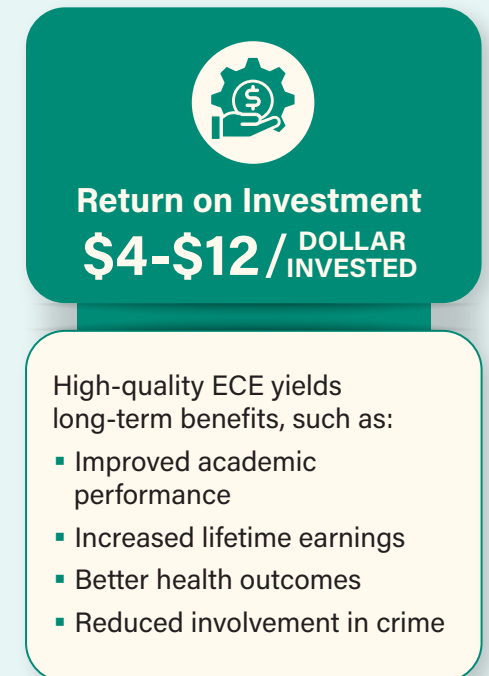 $
Return on Investment
$4-$12/DOLLAR INVESTED
High-quality ECE yields
long-term benefits, such as:
▪ Improved academic
performance
▪ Increased lifetime earnings
▪ Better health outcomes
▪ Reduced involvement in crime